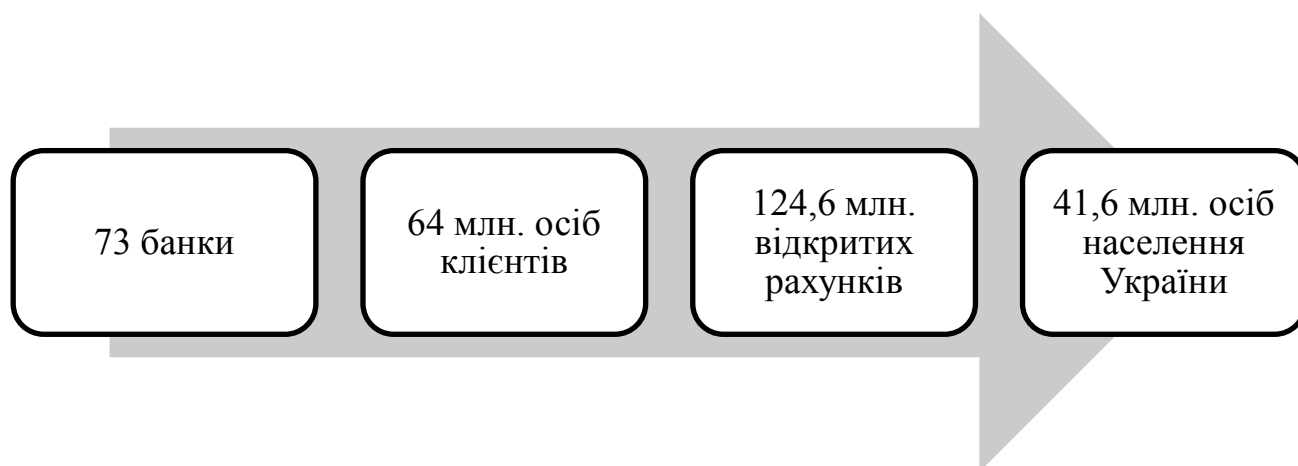 73 банки
64 млн. осіб
клієнтів
124,6 млн.
відкритих
рахунків
41,6 млн. осіб
населення
України